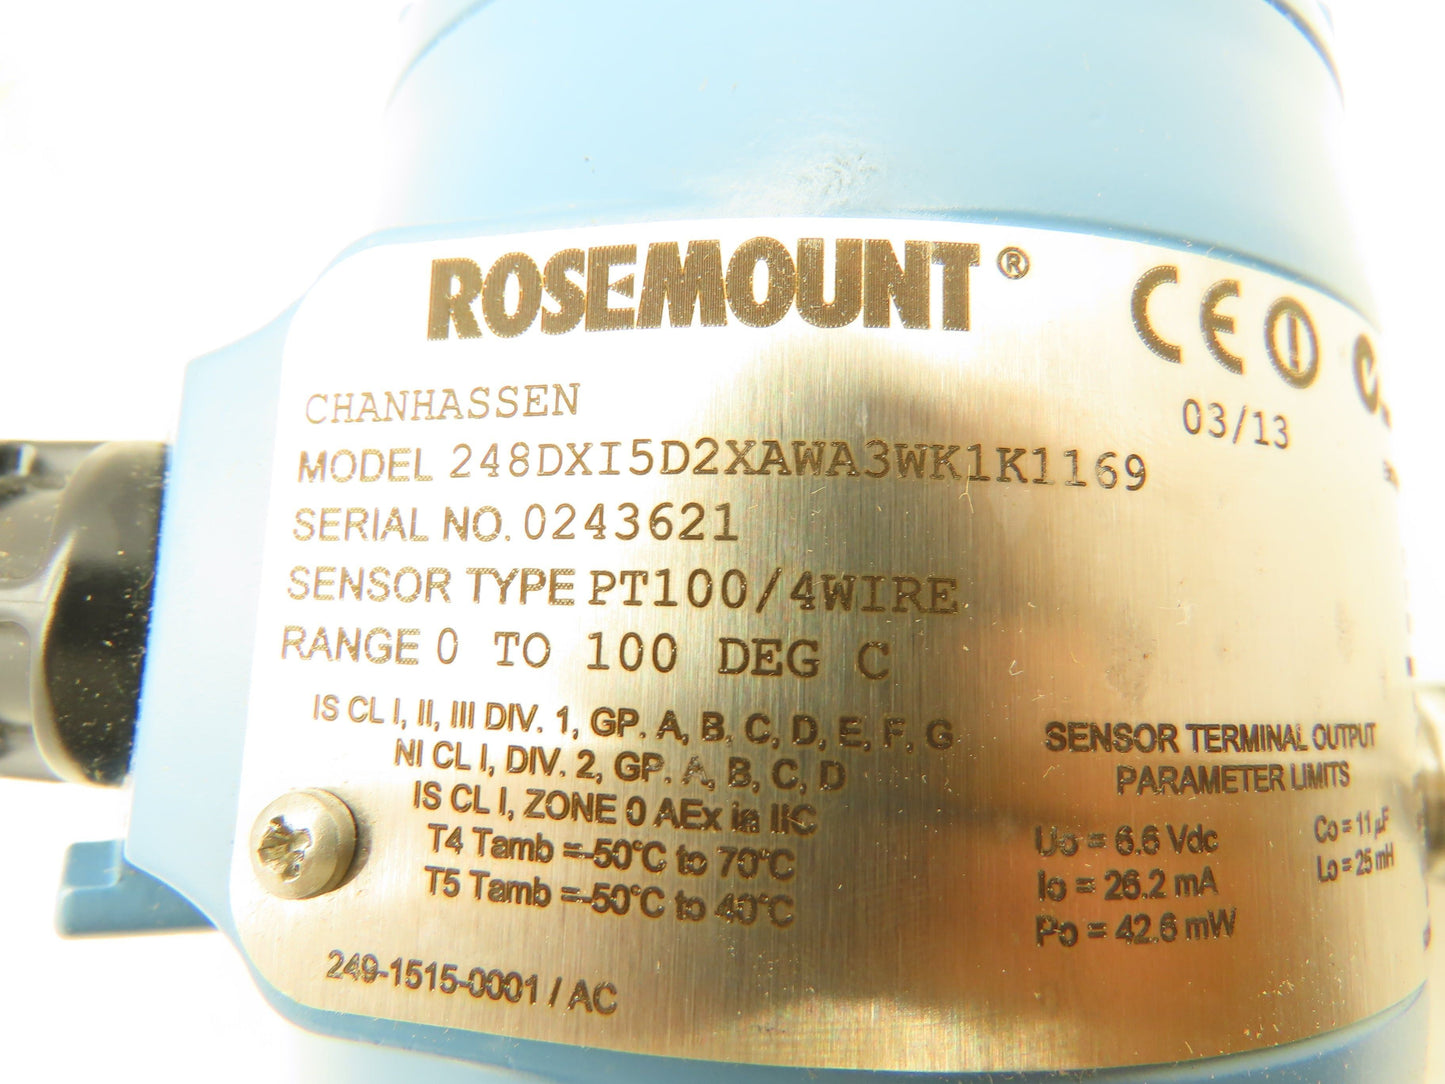 ROSEMOUNT®
CE
03/13
CHANHASSEN
MODEL 248DXI5D2XAWA3WK1K1169
SERIAL NO. 0243621
SENSOR TYPE PT100/4WIRE
RANGE 0 TO 100 DEG C
IS CL I, II, III DIV. 1, GP. A, B, C, D, E, F, G
NI CL I, DIV. 2, GP. A, B, C, D
IS CL I, ZONE 0 AEx ia IIC
T4 Tamb =-50°C to 70°C
T5 Tamb =-50°C to 40°C
249-1515-0001 / AC
SENSOR TERMINAL OUTPUT
PARAMETER LIMITS
Uo = 6.6 Vdc
Io = 26.2 mA
Po = 42.6 mW
Co = 11 µF
Lo = 25 mH